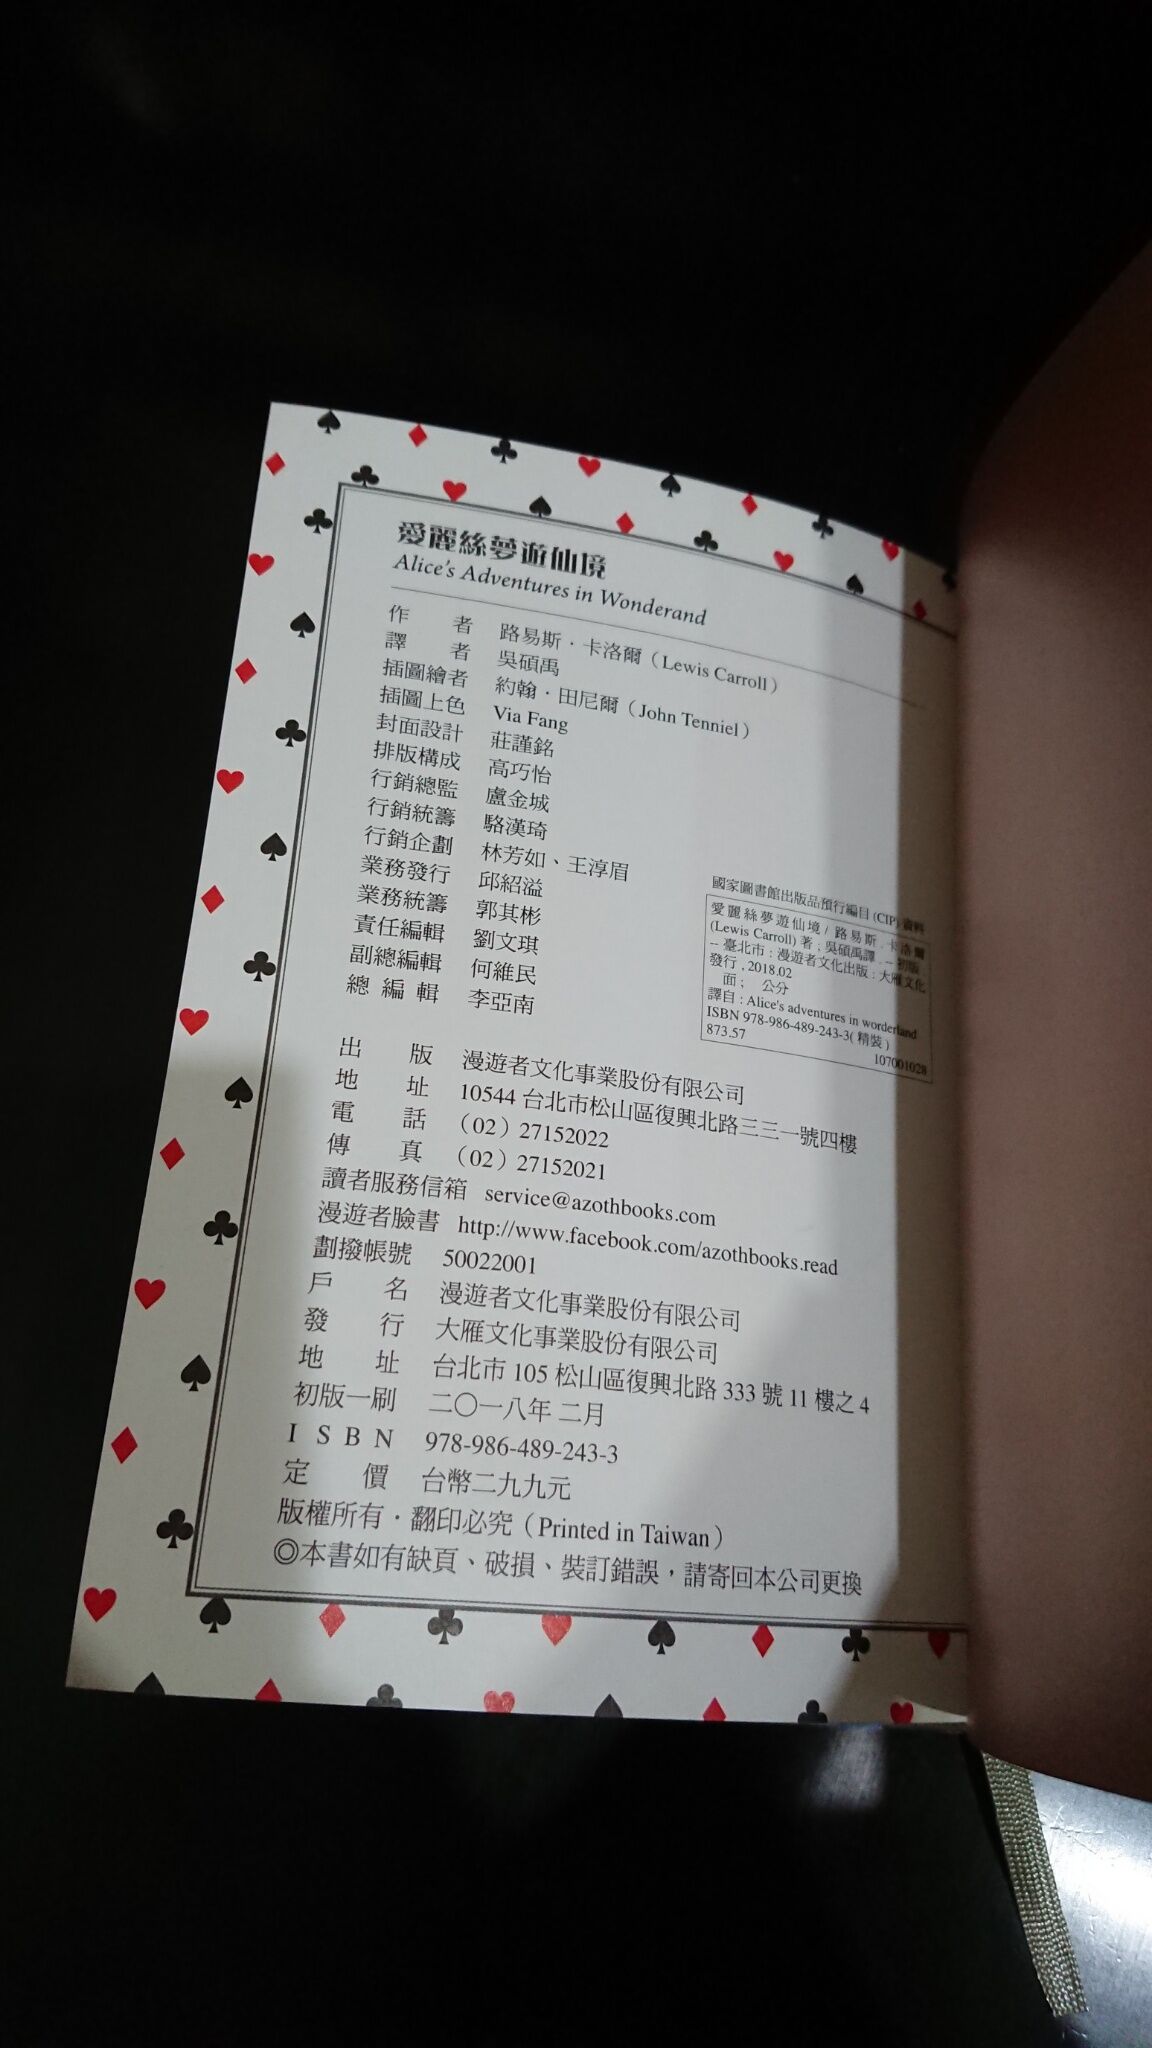 愛麗絲夢遊仙境
Alice's Adventures in Wonderand
作者 路易斯・卡洛爾（Lewis Carroll）
譯者 吳碩禹
插圖繪者 約翰・田尼爾（John Tenniel）
插圖上色 Via Fang
封面設計 莊謹銘
排版構成 高巧怡
行銷總監 盧金城
行銷統籌 駱漢琦
行銷企劃 林芳如、王淳眉
業務發行 邱紹溢
業務統籌 郭其彬
責任編輯 劉文琪
副總編輯 何維民
總編輯 李亞南
國家圖書館出版品預行編目 (CIP) 資料
愛麗絲夢遊仙境 / 路易斯．卡洛爾
(Lewis Carroll) 著；吳碩禹譯 . -- 初版 .
-- 臺北市 : 漫遊者文化出版 : 大雁文化
發行 , 2018.02
面； 公分
譯自 : Alice's adventures in worderland
ISBN 978-986-489-243-3( 精裝 )
873.57
107001028
出版 漫遊者文化事業股份有限公司
地址 10544 台北市松山區復興北路三三一號四樓
電話 （02）27152022
傳真 （02）27152021
讀者服務信箱 service@azothbooks.com
漫遊者臉書 http://www.facebook.com/azothbooks.read
劃撥帳號 50022001
戶名 漫遊者文化事業股份有限公司
發行 大雁文化事業股份有限公司
地址 台北市 105 松山區復興北路 333 號 11 樓之 4
初版一刷 二〇一八年 二月
ISBN 978-986-489-243-3
定價 台幣二九九元
版權所有・翻印必究（Printed in Taiwan）
◎本書如有缺頁、破損、裝訂錯誤，請寄回本公司更換